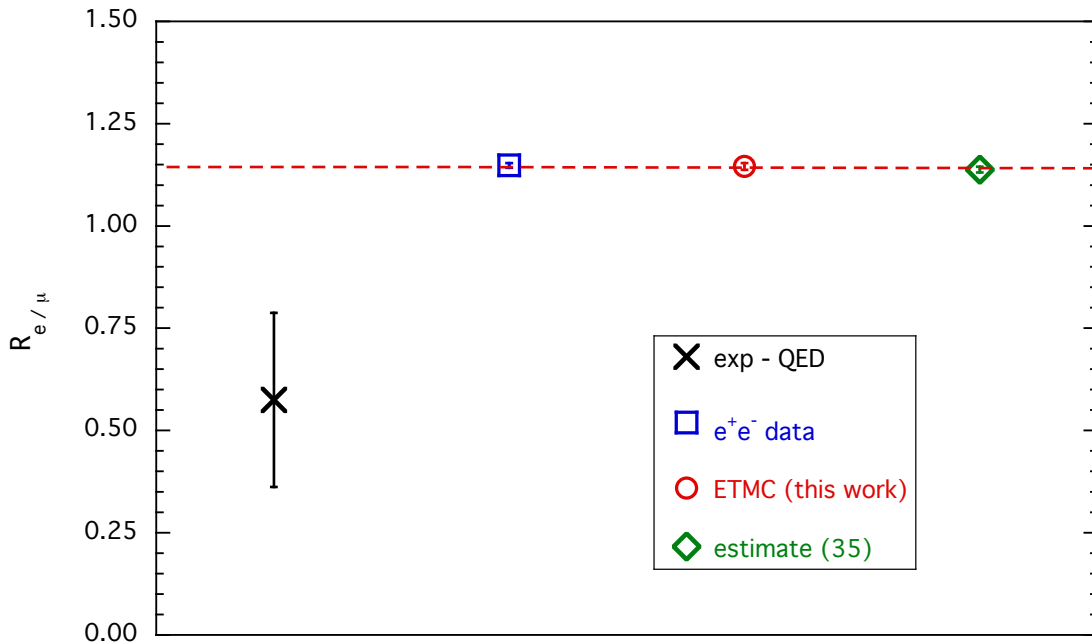 1.50
1.25
1.00
0.75
0.50
0.25
0.00
R e / μ
exp - QED
e⁺e⁻ data
ETMC (this work)
estimate (35)